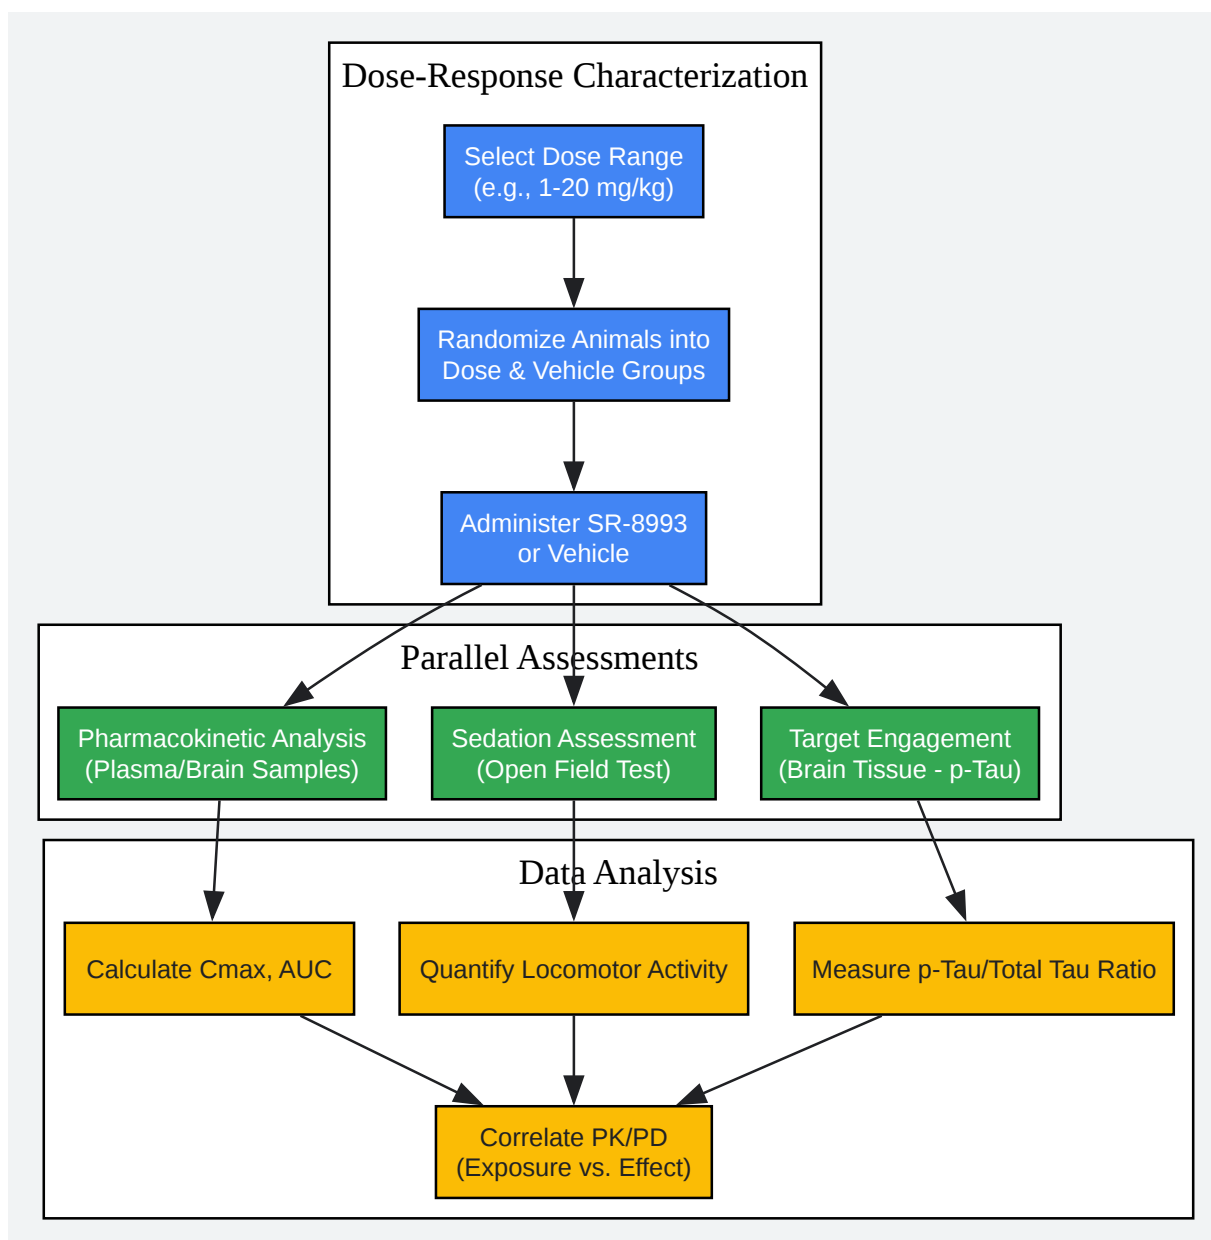 Dose-Response Characterization
Select Dose Range
(e.g., 1-20 mg/kg)
Randomize Animals into
Dose & Vehicle Groups
Administer SR-8993
or Vehicle
Parallel Assessments
Pharmacokinetic Analysis
(Plasma/Brain Samples)
Sedation Assessment
(Open Field Test)
Target Engagement
(Brain Tissue - p-Tau)
Data Analysis
Calculate Cmax, AUC
Quantify Locomotor Activity
Measure p-Tau/Total Tau Ratio
Correlate PK/PD
(Exposure vs. Effect)